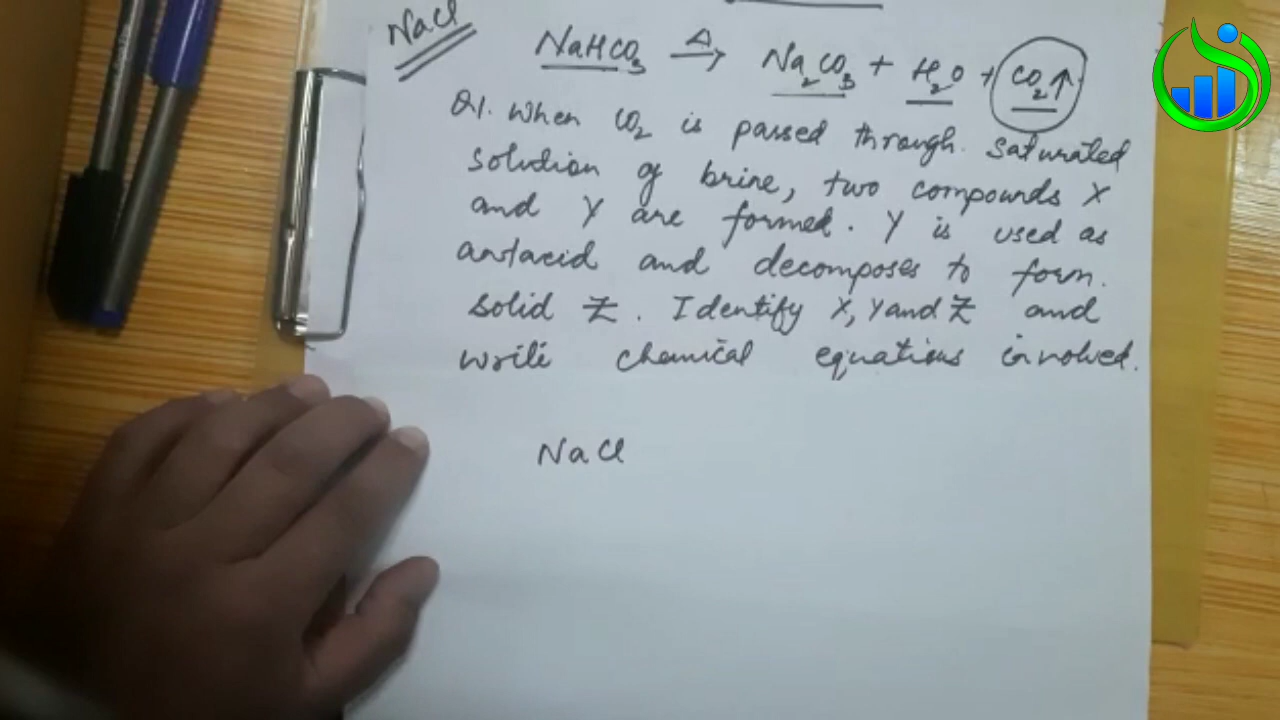 NaCl
NaHCO3 Δ→ Na2CO3 + H2O + CO2↑
Q1. When CO2 is passed through. saturated
solution of brine, two compounds X
and Y are formed. Y is used as
antacid and decomposes to form.
solid Z. Identify X, Y and Z and
write chemical equations involved.
NaCl